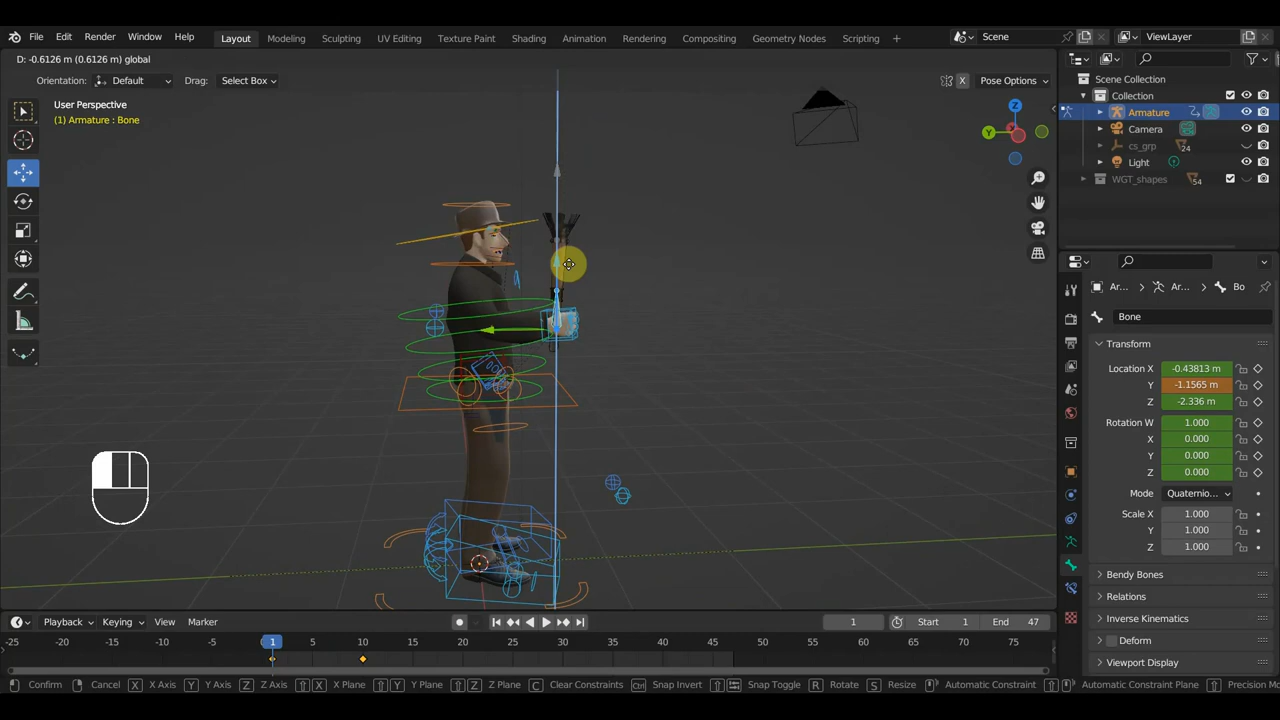 File Edit Render Window Help Layout Modeling Sculpting UV Editing Texture Paint Shading Animation Rendering Compositing Geometry Nodes Scripting + Scene ViewLayer
D: -0.6126 m (0.6126 m) global
Orientation: Default Drag: Select Box X Pose Options
User Perspective
(1) Armature : Bone
Z
Y
Scene Collection
Collection
Armature
Camera
cs_grp 24
Light
WGT_shapes 54
Ar... Ar... Bo
Bone
Transform
Location X -0.43813 m
Y -1.1565 m
Z -2.336 m
Rotation W 1.000
X 0.000
Y 0.000
Z 0.000
Mode Quaternio...
Scale X 1.000
Y 1.000
Z 1.000
Bendy Bones
Relations
Inverse Kinematics
Deform
Viewport Display
Playback Keying View Marker 1 Start 1 End 47
-25 -20 -15 -10 -5 1 5 10 15 20 25 30 35 40 45 50 55 60 65 70 75
Confirm Cancel X X Axis Y Y Axis Z Z Axis X X Plane Y Y Plane Z Z Plane C Clear Constraints Ctrl Snap Invert Snap Toggle R Rotate S Resize Automatic Constraint Automatic Constraint Plane Precision Mo